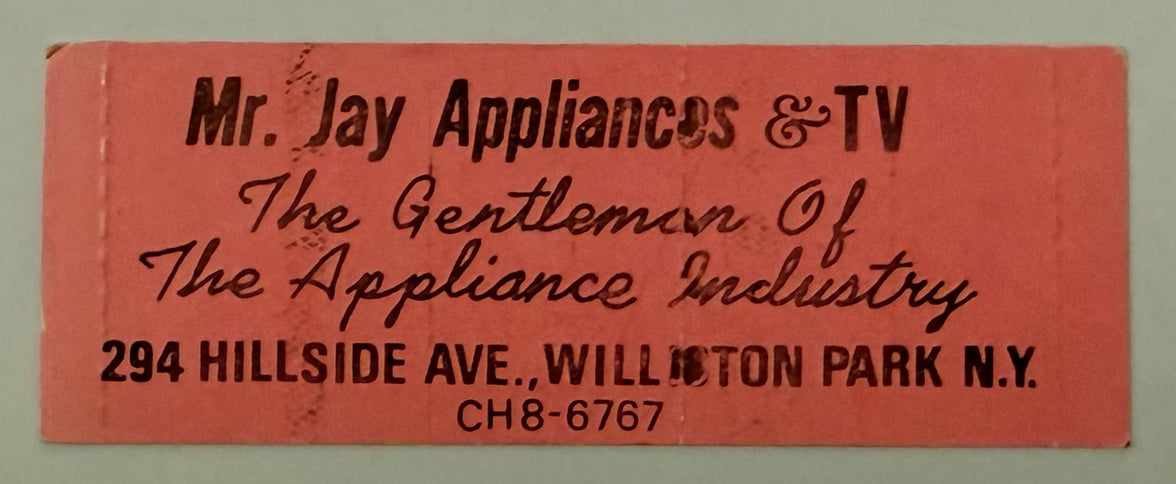 Mr. Jay Appliances & TV
The Gentleman Of
The Appliance Industry
294 HILLSIDE AVE., WILLISTON PARK N.Y.
CH8-6767